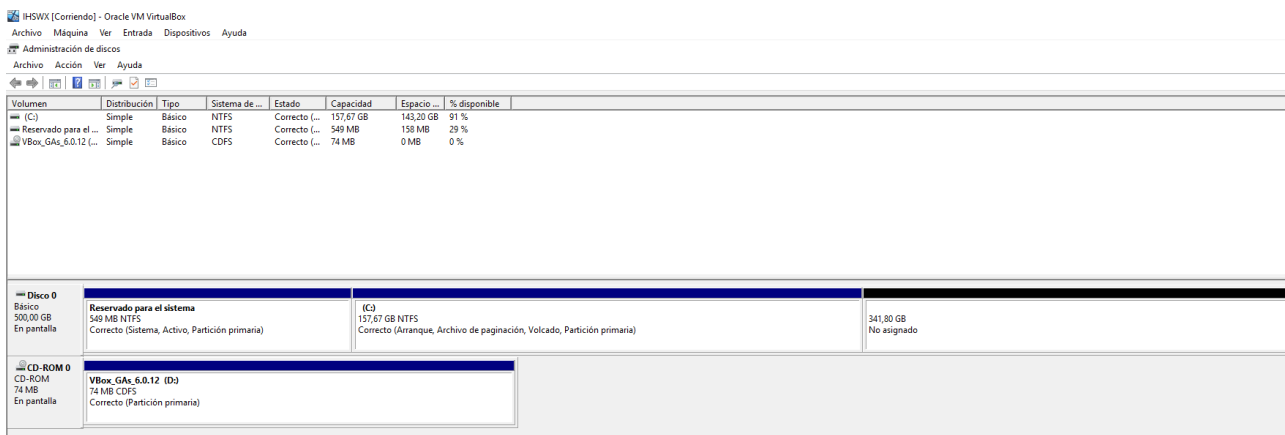 IHSWX [Corriendo] - Oracle VM VirtualBox
Archivo Máquina Ver Entrada Dispositivos Ayuda
Administración de discos
Archivo Acción Ver Ayuda
Volumen Distribución Tipo Sistema de ... Estado Capacidad Espacio ... % disponible
(C:) Simple Básico NTFS Correcto (... 157,67 GB 143,20 GB 91 %
Reservado para el ... Simple Básico NTFS Correcto (... 549 MB 158 MB 29 %
VBox_GAs_6.0.12 (... Simple Básico CDFS Correcto (... 74 MB 0 MB 0 %
Disco 0
Básico
500,00 GB
En pantalla
Reservado para el sistema
549 MB NTFS
Correcto (Sistema, Activo, Partición primaria)
(C:)
157,67 GB NTFS
Correcto (Arranque, Archivo de paginación, Volcado, Partición primaria)
341,80 GB
No asignado
CD-ROM 0
CD-ROM
74 MB
En pantalla
VBox_GAs_6.0.12 (D:)
74 MB CDFS
Correcto (Partición primaria)